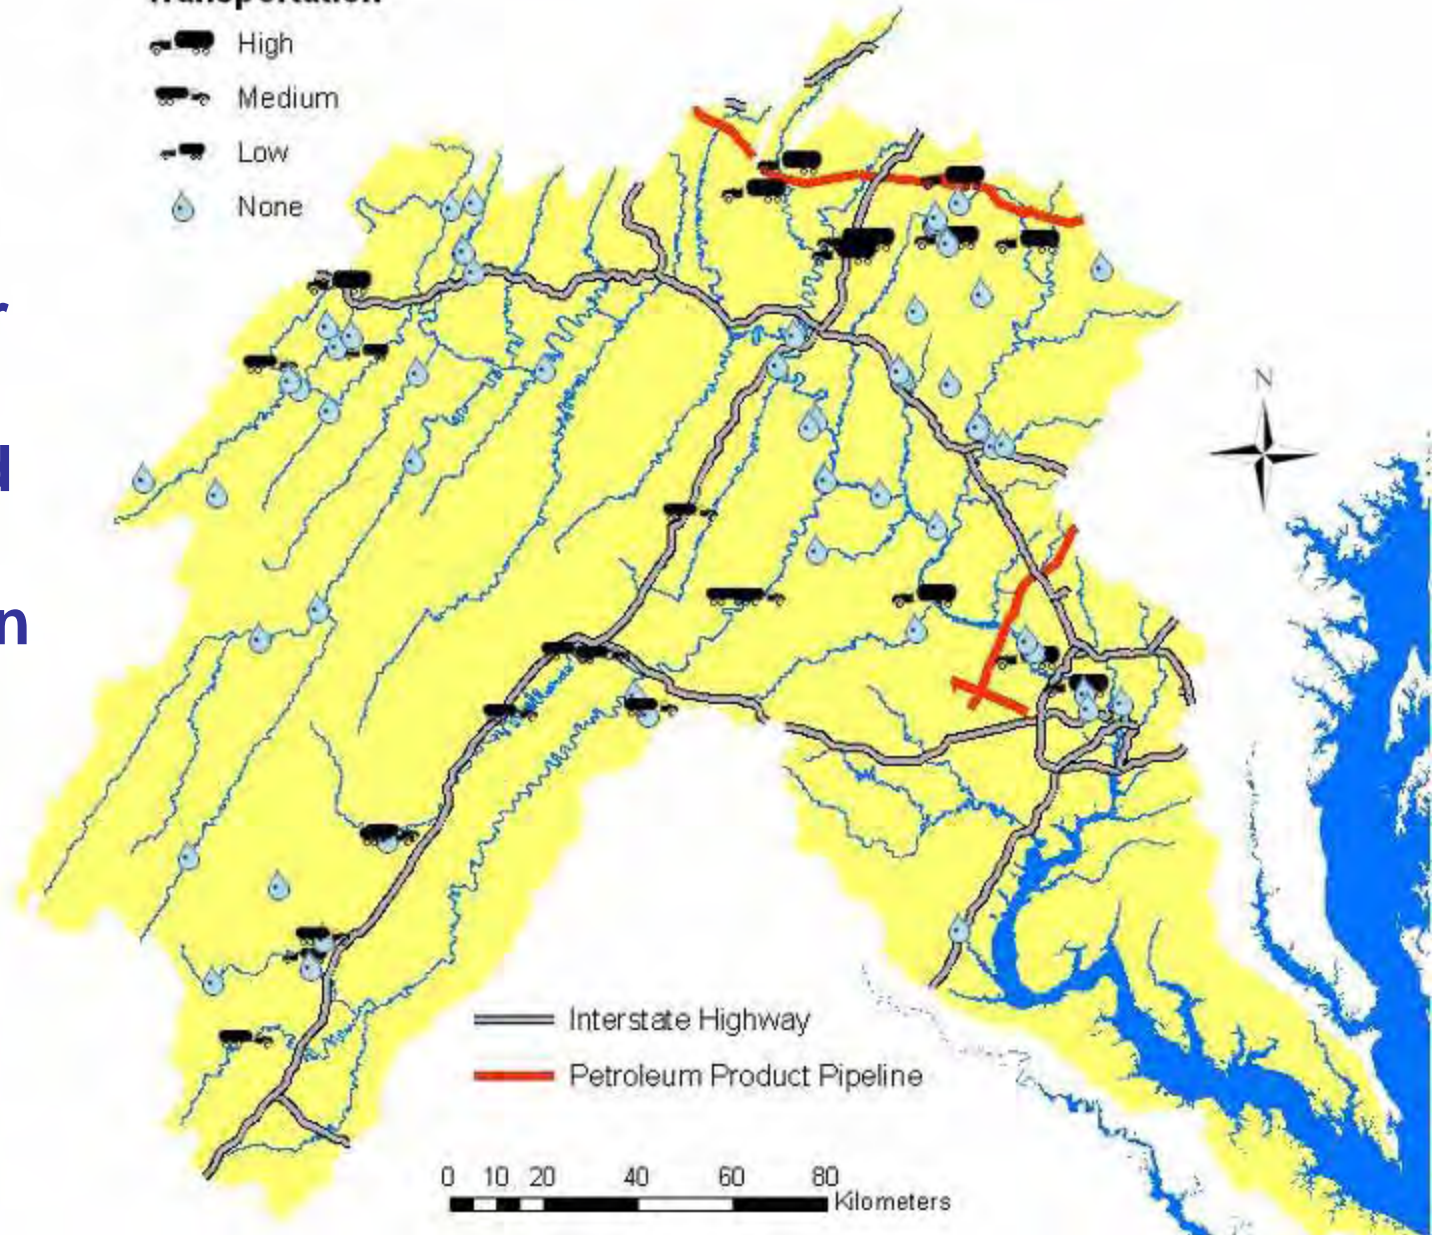 High
Medium
Low
None
N
Interstate Highway
Petroleum Product Pipeline
0 10 20 40 60 80
Kilometers